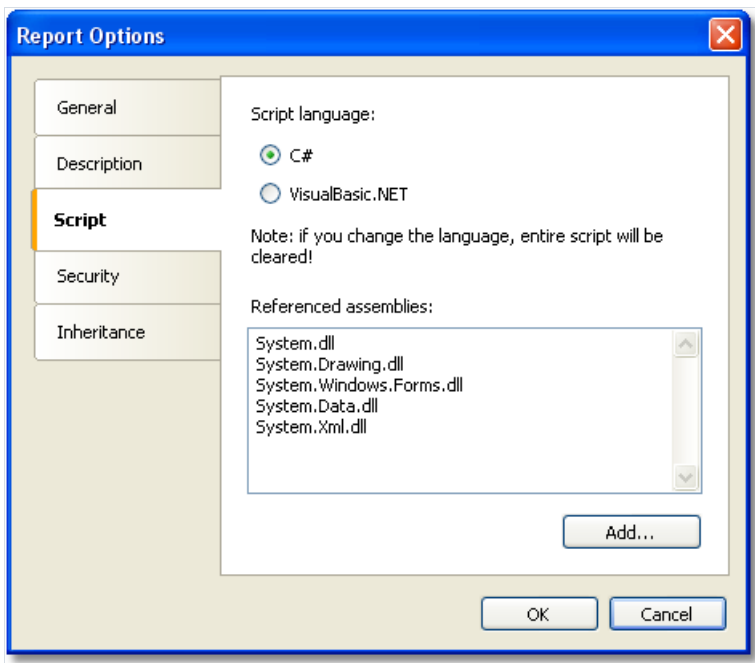 Report Options
General
Description
Script
Security
Inheritance
Script language:
C#
VisualBasic.NET
Note: if you change the language, entire script will be
cleared!
Referenced assemblies:
System.dll
System.Drawing.dll
System.Windows.Forms.dll
System.Data.dll
System.Xml.dll
Add...
OK
Cancel